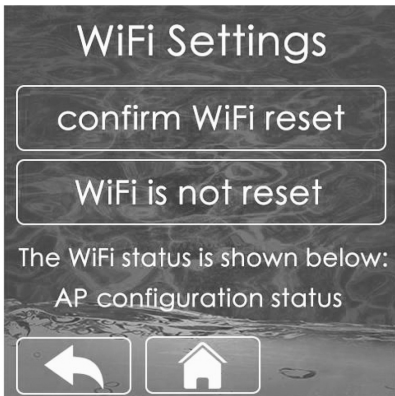 WiFi Settings
confirm WiFi reset
WiFi is not reset
The WiFi status is shown below:
AP configuration status